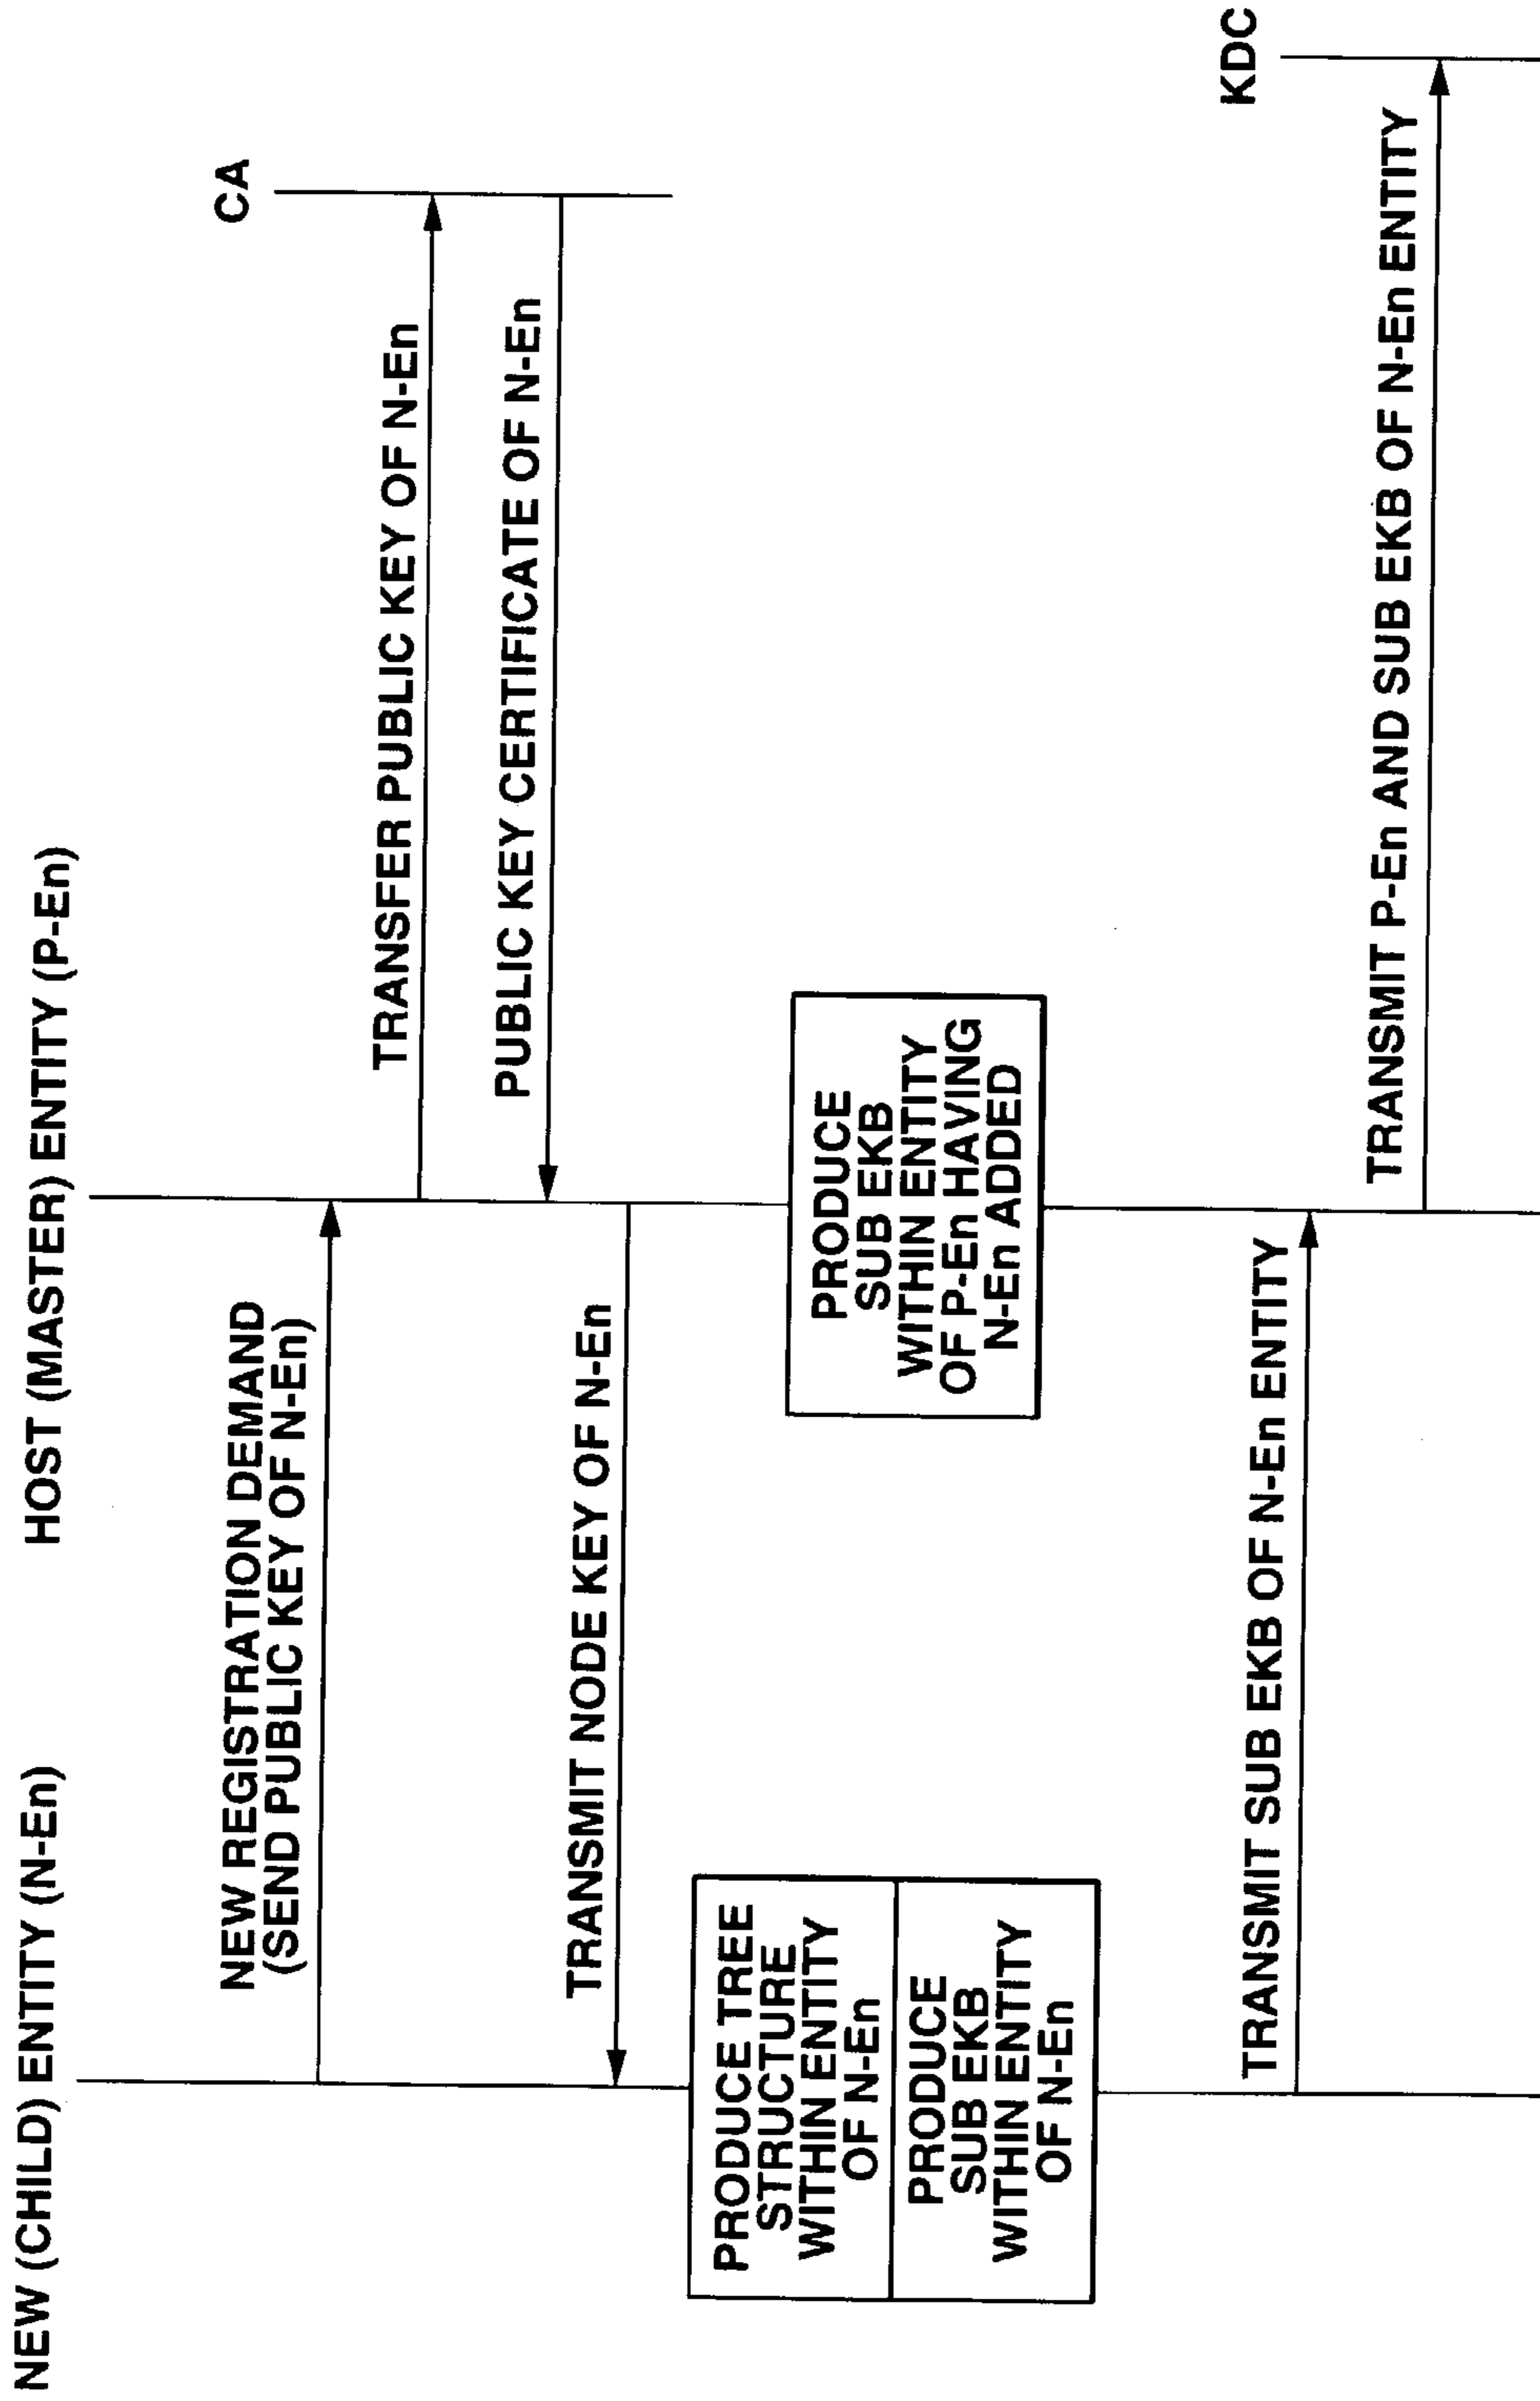 NEW (CHILD) ENTITY (N-En)
HOST (MASTER) ENTITY (P-En)
CA
KDC
NEW REGISTRATION DEMAND
(SEND PUBLIC KEY OF N-En)
TRANSFER PUBLIC KEY OF N-En
PUBLIC KEY CERTIFICATE OF N-En
TRANSMIT NODE KEY OF N-En
PRODUCE TREE
STRUCTURE
WITHIN ENTITY
OF N-En
PRODUCE
SUB EKB
WITHIN ENTITY
OF N-En
PRODUCE
SUB EKB
WITHIN ENTITY
OF P-En HAVING
N-En ADDED
TRANSMIT SUB EKB OF N-En ENTITY
TRANSMIT P-En AND SUB EKB OF N-En ENTITY